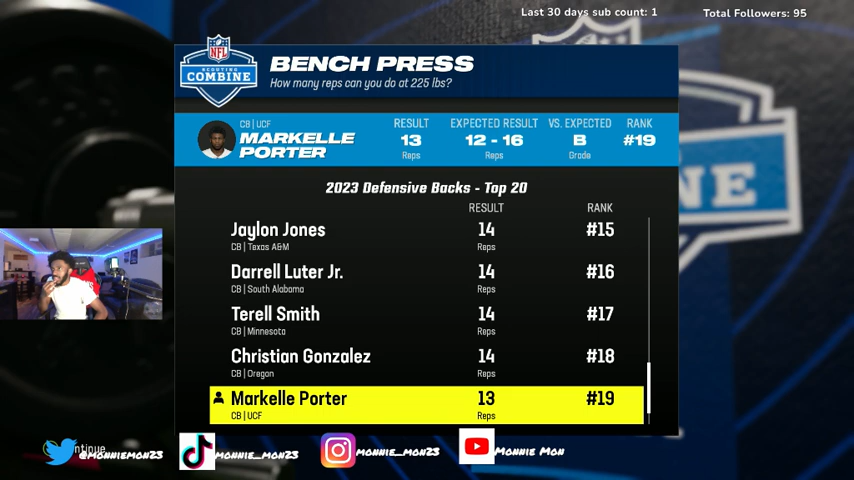 Last 30 days sub count: 1
Total Followers: 95
NFL
SCOUTING
COMBINE
BENCH PRESS
How many reps can you do at 225 lbs?
CB | UCF
MARKELLE
PORTER
RESULT
13
Reps
EXPECTED RESULT
12 - 16
Reps
VS. EXPECTED
B
Grade
RANK
#19
2023 Defensive Backs - Top 20
RESULT
RANK
Jaylon Jones
14
#15
CB | Texas A&M
Reps
Darrell Luter Jr.
14
#16
CB | South Alabama
Reps
Terell Smith
14
#17
CB | Minnesota
Reps
Christian Gonzalez
14
#18
CB | Oregon
Reps
Markelle Porter
13
#19
CB | UCF
Reps
@monniemon23
monnie_mon23
monnie_mon23
Monnie Mon